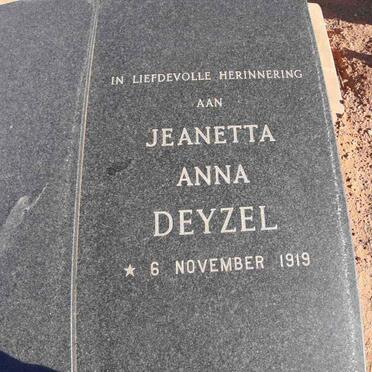 IN LIEFDEVOLLE HERINNERING
AAN
JEANETTA
ANNA
DEYZEL
★ 6 NOVEMBER 1919